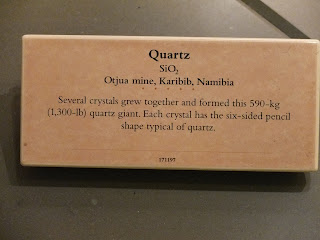 Quartz
SiO₂
Otjua mine, Karibib, Namibia
* * * * *
Several crystals grew together and formed this 590-kg
(1,300-lb) quartz giant. Each crystal has the six-sided pencil
shape typical of quartz.
171197